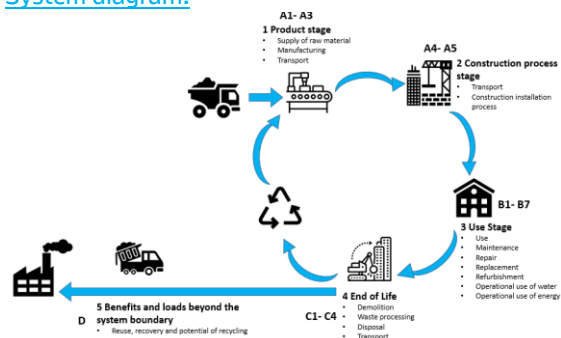 System diagram:
A1- A3
1 Product stage
• Supply of raw material
• Manufacturing
• Transport
A4- A5
2 Construction process
stage
• Transport
• Construction installation
process
B1- B7
3 Use Stage
• Use
• Maintenance
• Repair
• Replacement
• Refurbishment
• Operational use of water
• Operational use of energy
4 End of Life
C1- C4
• Demolition
• Waste processing
• Disposal
• Transport
5 Benefits and loads beyond the
D system boundary
• Reuse, recovery and potential of recycling